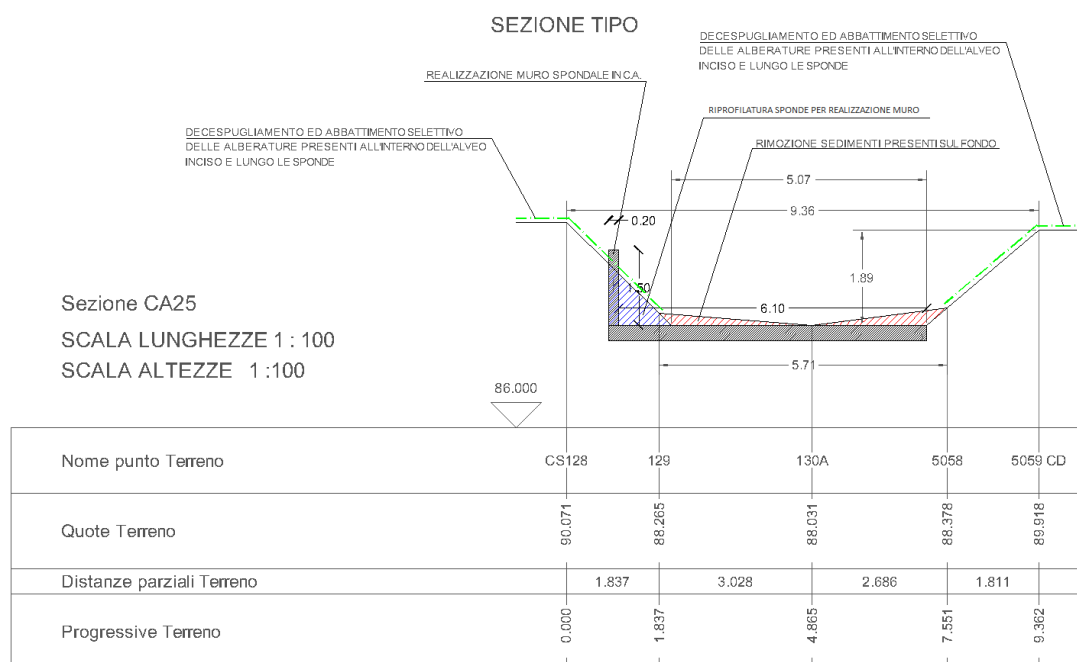 SEZIONE TIPO
DECESPUGLIAMENTO ED ABBATTIMENTO SELETTIVO
DELLE ALBERATURE PRESENTI ALL'INTERNO DELL'ALVEO
INCISO E LUNGO LE SPONDE
REALIZZAZIONE MURO SPONDALE IN C.A.
RIPROFILATURA SPONDE PER REALIZZAZIONE MURO
DECESPUGLIAMENTO ED ABBATTIMENTO SELETTIVO
DELLE ALBERATURE PRESENTI ALL'INTERNO DELL'ALVEO
INCISO E LUNGO LE SPONDE
RIMOZIONE SEDIMENTI PRESENTI SUL FONDO
5.07
9.36
0.20
1.89
1.50
6.10
5.71
Sezione CA25
SCALA LUNGHEZZE 1 : 100
SCALA ALTEZZE 1 :100
86.000
Nome punto Terreno CS128 129 130A 5058 5059 CD
Quote Terreno 90.071 88.265 88.031 88.378 89.918
Distanze parziali Terreno 1.837 3.028 2.686 1.811
Progressive Terreno 0.000 1.837 4.865 7.551 9.362